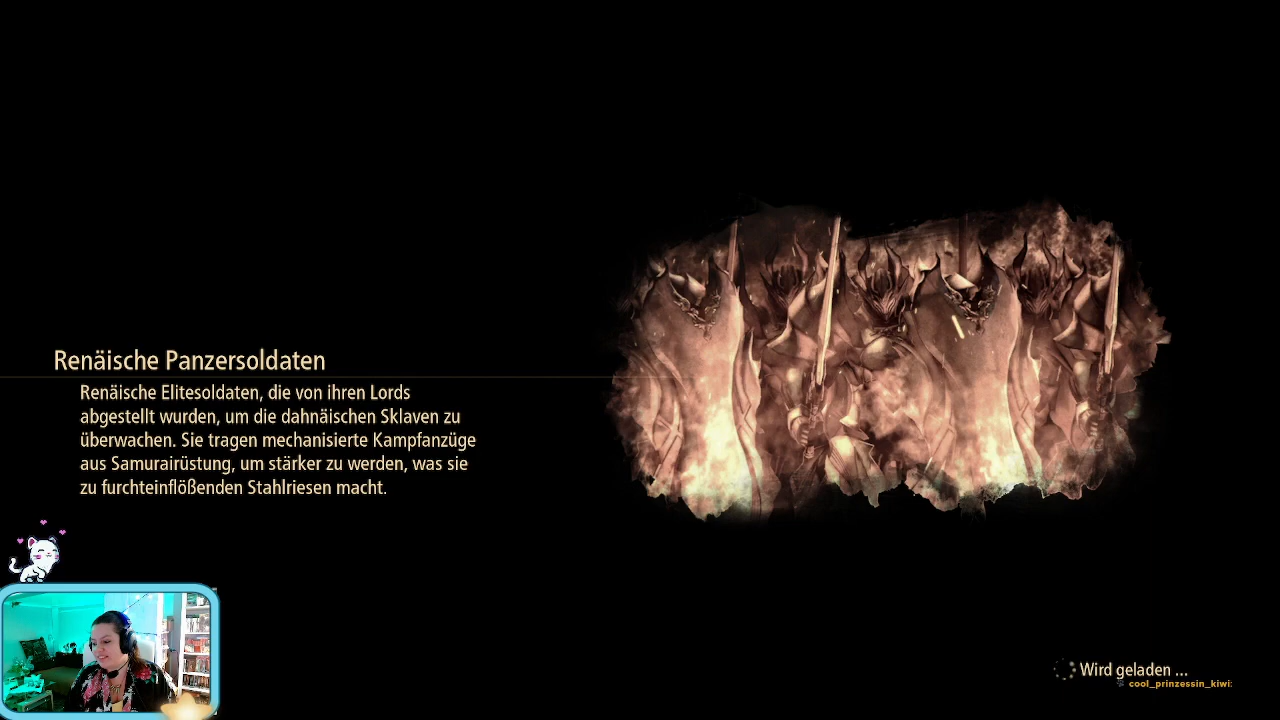 Renäische Panzersoldaten
Renäische Elitesoldaten, die von ihren Lords
abgestellt wurden, um die dahnäischen Sklaven zu
überwachen. Sie tragen mechanisierte Kampfanzüge
aus Samurairüstung, um stärker zu werden, was sie
zu furchteinflößenden Stahlriesen macht.
Wird geladen ...
cool_prinzessin_kiwi: